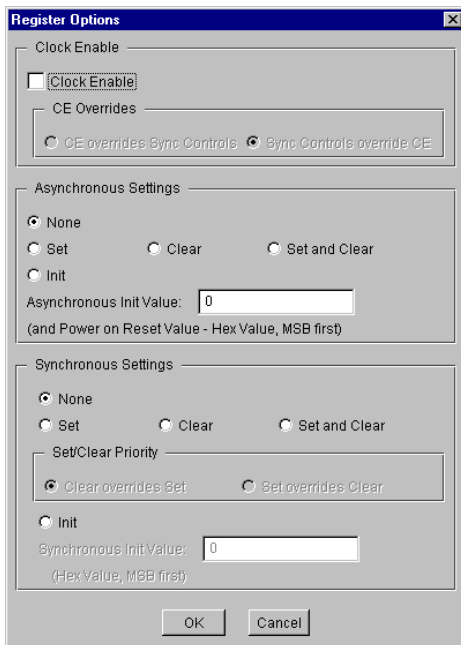 Register Options
Clock Enable
Clock Enable
CE Overrides
CE overrides Sync Controls Sync Controls override CE
Asynchronous Settings
None
Set Clear Set and Clear
Init
Asynchronous Init Value: 0
(and Power on Reset Value - Hex Value, MSB first)
Synchronous Settings
None
Set Clear Set and Clear
Set/Clear Priority
Clear overrides Set Set overrides Clear
Init
Synchronous Init Value: 0
(Hex Value, MSB first)
OK Cancel